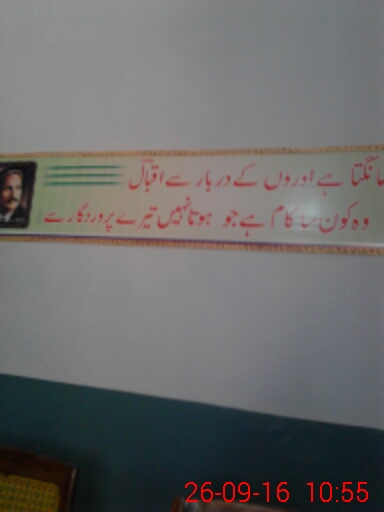 مانگتا ہے اوروں کے دربار سے اقبالؔ
وہ کون سا کام ہے جو ہوتا نہیں تیرے پروردگار سے
26-09-16 10:55